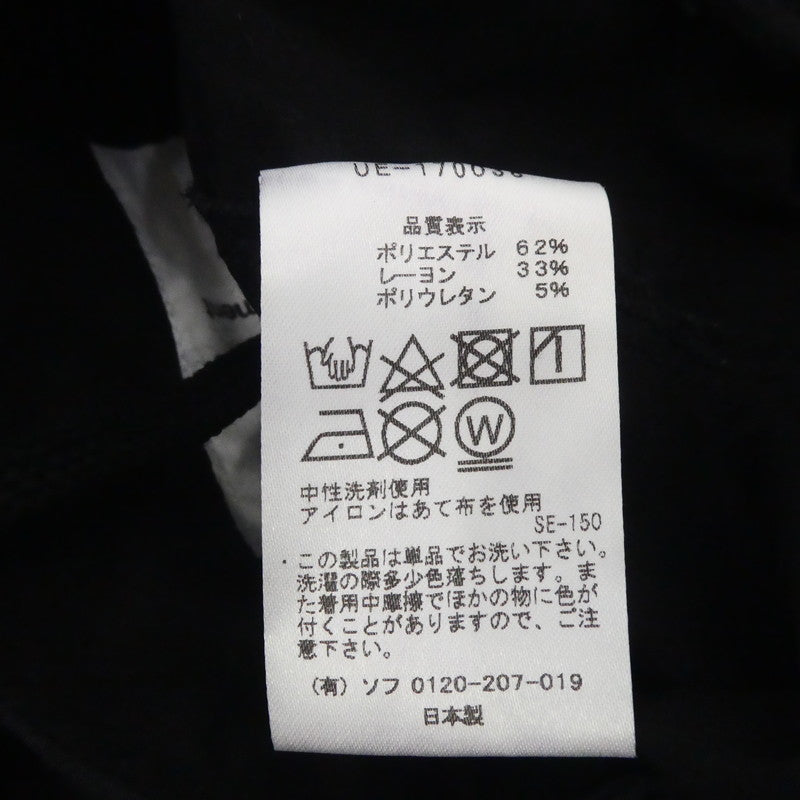 品質表示
ポリエステル 62%
レーヨン 33%
ポリウレタン 5%
W
中性洗剤使用
アイロンはあて布を使用
SE-150
この製品は単品でお洗い下さい。
洗濯の際多少色落ちします。ま
た着用中摩擦でほかの物に色が
付くことがありますので、ご注
意下さい。
(有)ソフ 0120-207-019
日本製